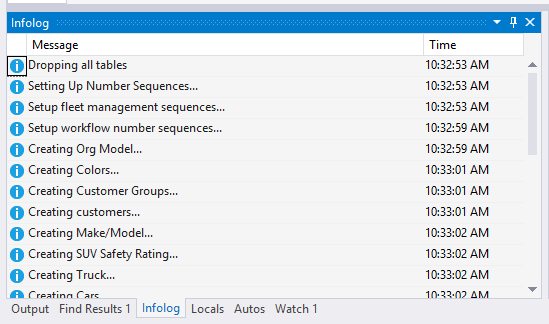 Infolog
Message Time
Dropping all tables 10:32:53 AM
Setting Up Number Sequences... 10:32:53 AM
Setup fleet management sequences... 10:32:53 AM
Setup workflow number sequences... 10:32:59 AM
Creating Org Model... 10:32:59 AM
Creating Colors... 10:33:01 AM
Creating Customer Groups... 10:33:01 AM
Creating customers... 10:33:01 AM
Creating Make/Model... 10:33:02 AM
Creating SUV Safety Rating... 10:33:02 AM
Creating Truck... 10:33:02 AM
Creating Cars 10:33:02 AM
Output Find Results 1 Infolog Locals Autos Watch 1